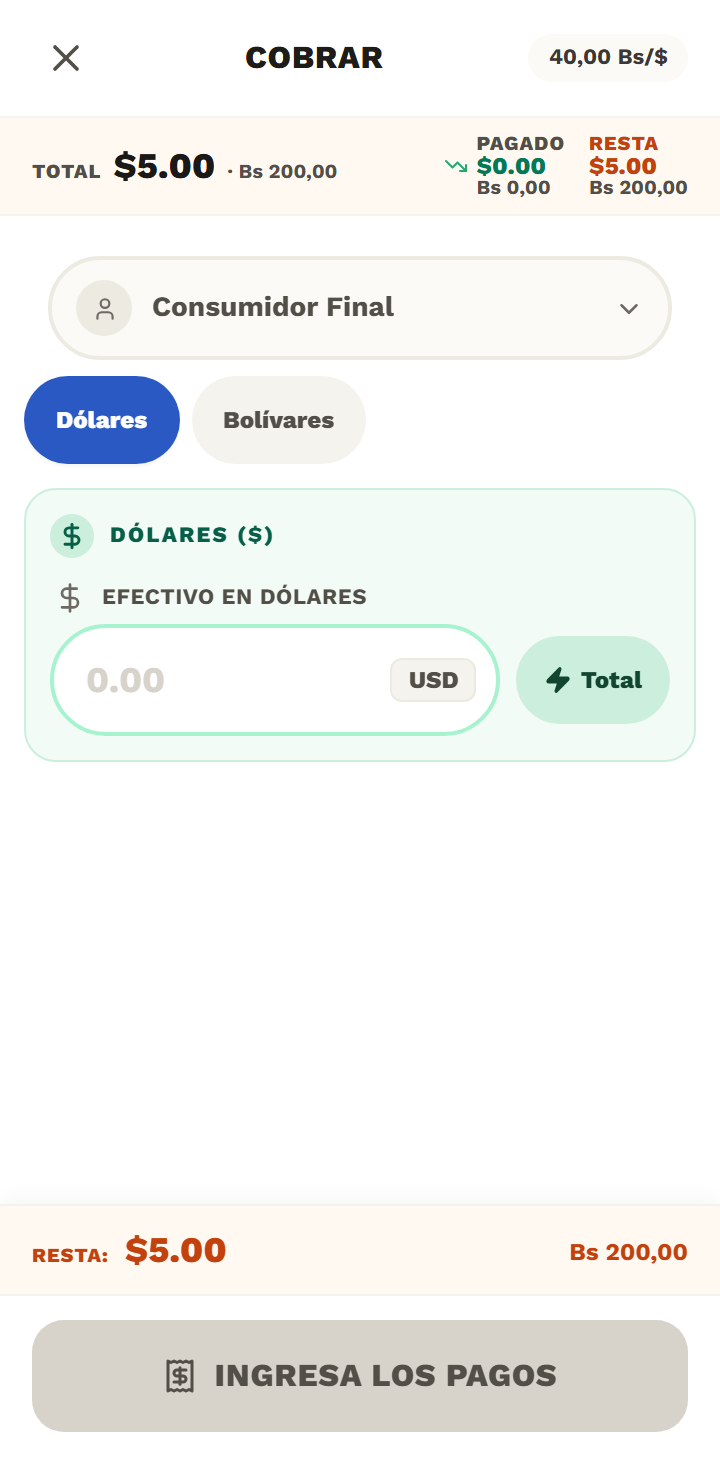 COBRAR
40,00 Bs/$
TOTAL $5.00 · Bs 200,00
PAGADO
$0.00
Bs 0,00
RESTA
$5.00
Bs 200,00
Consumidor Final
Dólares
Bolívares
DÓLARES ($)
EFECTIVO EN DÓLARES
0.00
USD
Total
RESTA: $5.00
Bs 200,00
INGRESA LOS PAGOS